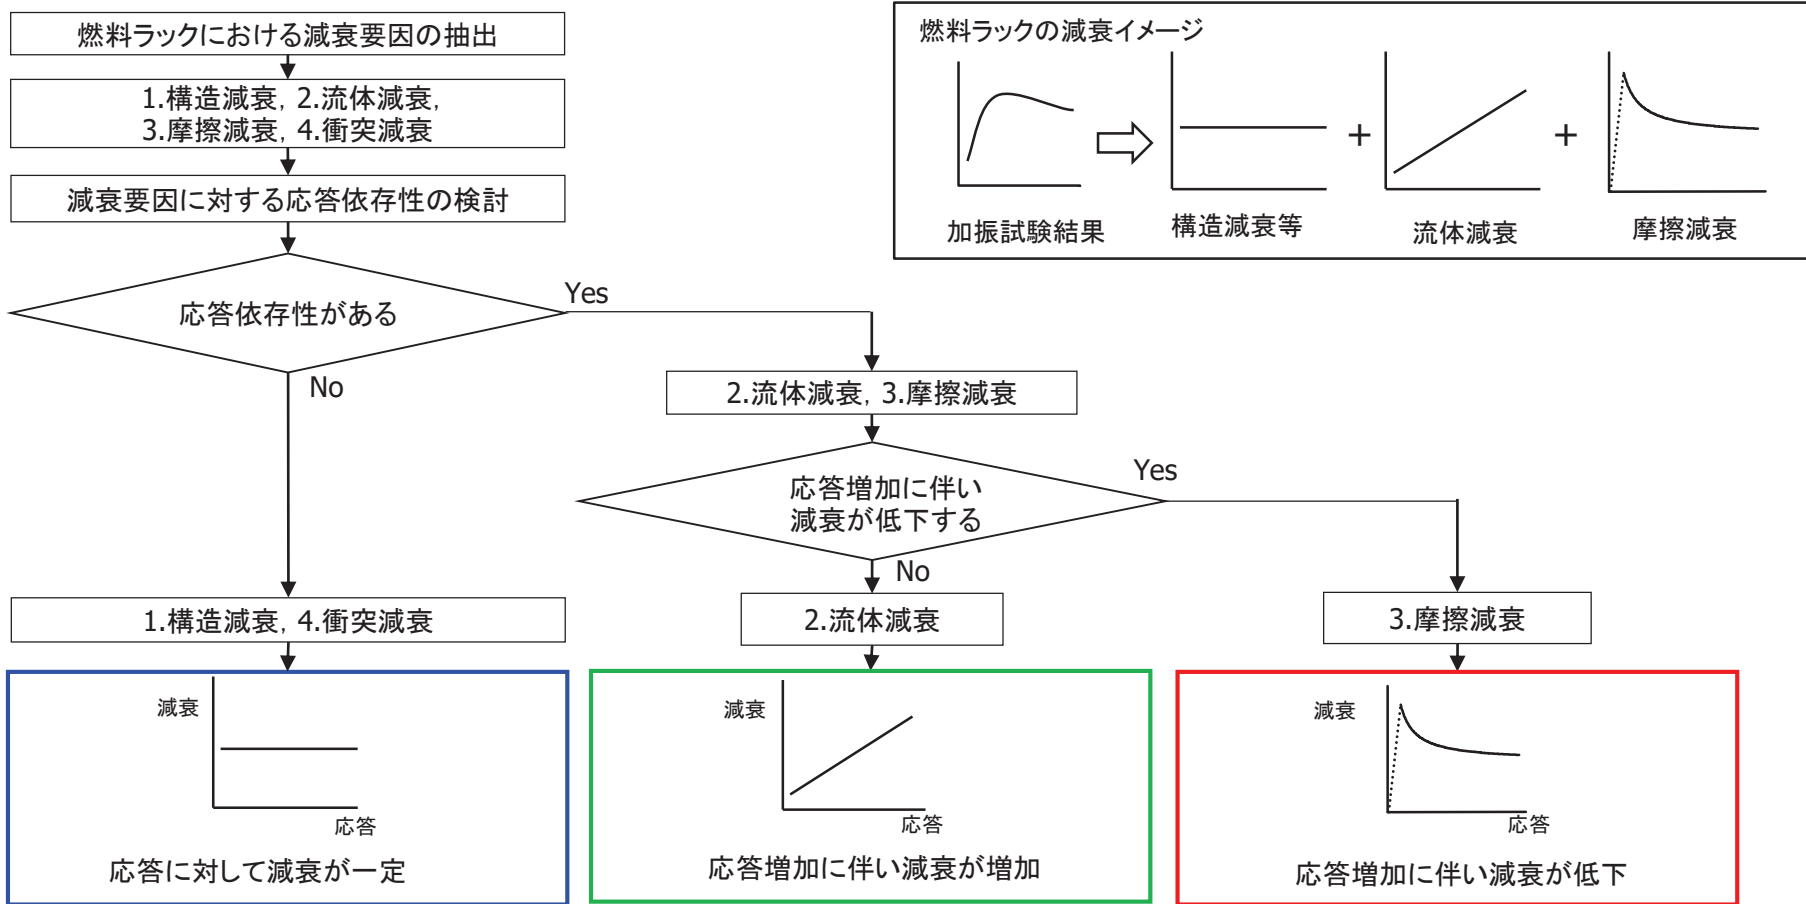 燃料ラックにおける減衰要因の抽出
1.構造減衰, 2.流体減衰,
3.摩擦減衰, 4.衝突減衰
減衰要因に対する応答依存性の検討
応答依存性がある
Yes
No
燃料ラックの減衰イメージ
+
+
加振試験結果
構造減衰等
流体減衰
摩擦減衰
2.流体減衰, 3.摩擦減衰
応答増加に伴い
減衰が低下する
Yes
No
1.構造減衰, 4.衝突減衰
2.流体減衰
3.摩擦減衰
減衰
応答
応答に対して減衰が一定
減衰
応答
応答増加に伴い減衰が増加
減衰
応答
応答増加に伴い減衰が低下